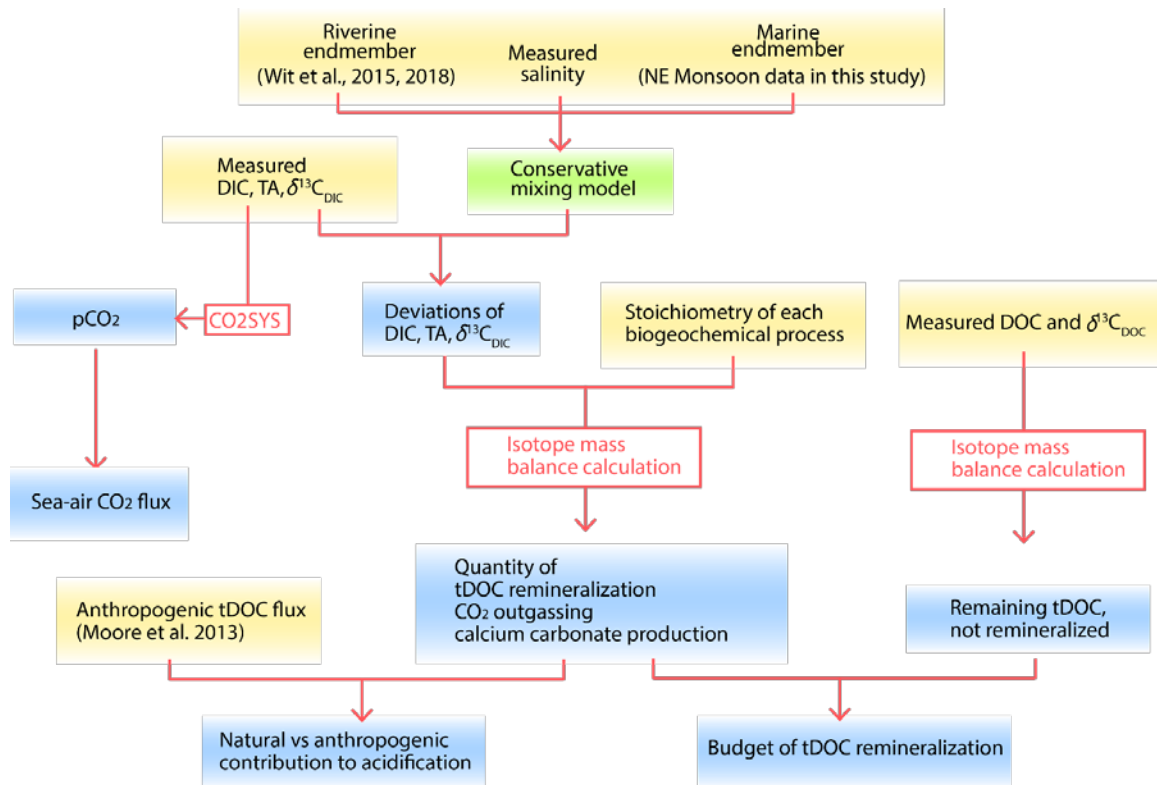 Riverine
endmember
(Wit et al., 2015, 2018)
Measured
salinity
Marine
endmember
(NE Monsoon data in this study)
Measured
DIC, TA, δ¹³C_DIC
Conservative
mixing model
pCO₂
CO2SYS
Deviations of
DIC, TA, δ¹³C_DIC
Stoichiometry of each
biogeochemical process
Measured DOC and δ¹³C_DOC
Isotope mass
balance calculation
Isotope mass
balance calculation
Sea-air CO₂ flux
Quantity of
tDOC remineralization
CO₂ outgassing
calcium carbonate production
Anthropogenic tDOC flux
(Moore et al. 2013)
Remaining tDOC,
not remineralized
Natural vs anthropogenic
contribution to acidification
Budget of tDOC remineralization